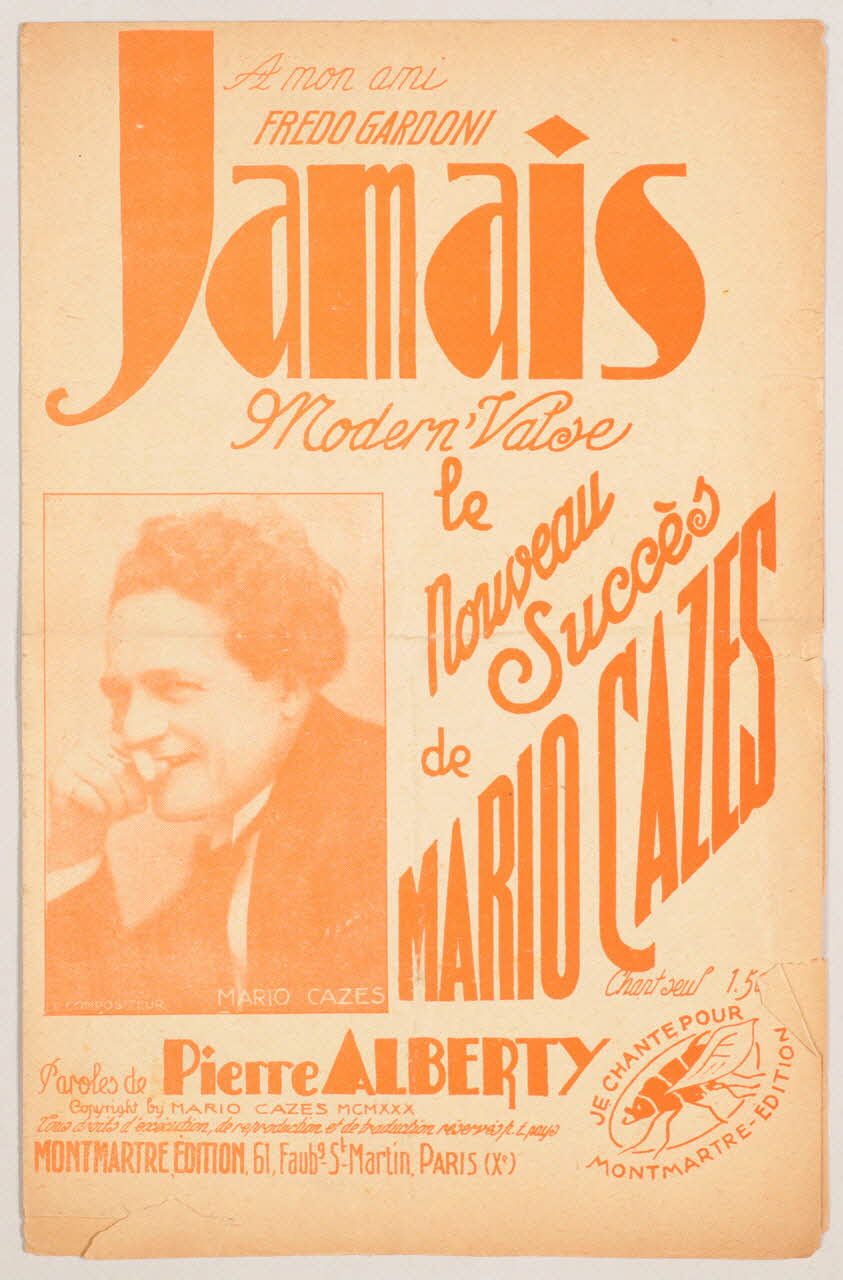 A mon ami
FREDO GARDONI
Jamais
Modern' Valse
le
Nouveau
Succès
de
MARIO CAZES
LE COMPOSITEUR MARIO CAZES
Chant seul 1.50
Paroles de Pierre ALBERTY
Copyright by MARIO CAZES MCMXXX
Tous droits d'exécution, de reproduction et de traduction réservés p. t. pays
MONTMARTRE ÉDITION, 61, Faubg. St-Martin, PARIS (Xe)
JE CHANTE POUR
MONTMARTRE-ÉDITION